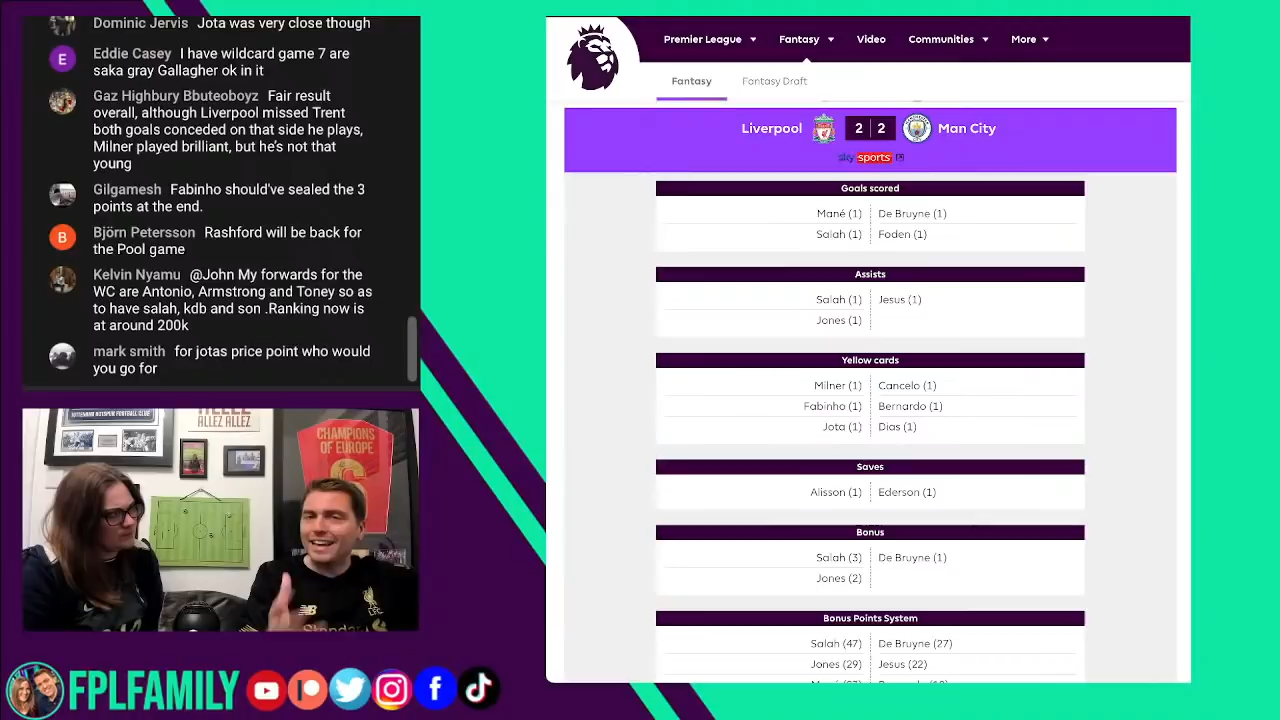 Dominic Jervis Jota was very close though
Eddie Casey I have wildcard game 7 are
saka gray Gallagher ok in it
Gaz Highbury Bbuteoboyz Fair result
overall, although Liverpool missed Trent
both goals conceded on that side he plays,
Milner played brilliant, but he's not that
young
Gilgamesh Fabinho should've sealed the 3
points at the end.
B
Björn Petersson Rashford will be back for
the Pool game
Kelvin Nyamu @John My forwards for the
WC are Antonio, Armstrong and Toney so as
to have salah, kdb and son .Ranking now is
at around 200k
mark smith for jotas price point who would
you go for
TOTTENHAM HOTSPUR FOOTBALL CLUB
ALLEZ ALLEZ
CHAMPIONS
OF EUROPE
6
NB
Standard
FPLFAMILY
Premier League Fantasy Video Communities More
Fantasy Fantasy Draft
Liverpool 2 2 Man City
sky sports
Goals scored
Mané (1) De Bruyne (1)
Salah (1) Foden (1)
Assists
Salah (1) Jesus (1)
Jones (1)
Yellow cards
Milner (1) Cancelo (1)
Fabinho (1) Bernardo (1)
Jota (1) Dias (1)
Saves
Alisson (1) Ederson (1)
Bonus
Salah (3) De Bruyne (1)
Jones (2)
Bonus Points System
Salah (47) De Bruyne (27)
Jones (29) Jesus (22)